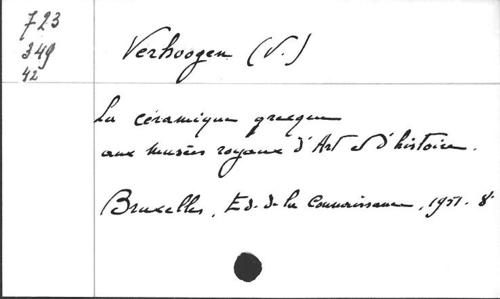 723
349
42
Verhoogen (V.)
La céramique grecque
aux musées royaux d'Art et d'histoire.
Bruxelles, Ed. de la Connaissance, 1951. 8°